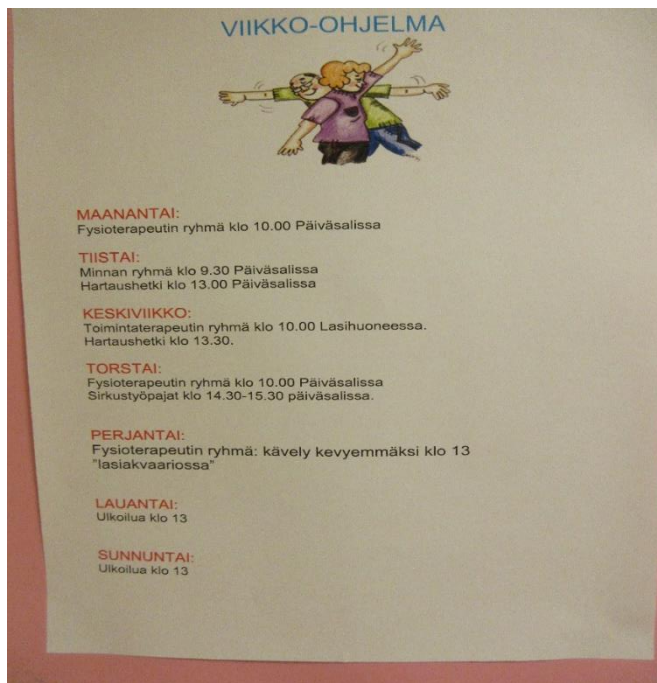 VIIKKO-OHJELMA
MAANANTAI:
Fysioterapeutin ryhmä klo 10.00 Päiväsalissa
TIISTAI:
Minnan ryhmä klo 9.30 Päiväsalissa
Hartaushetki klo 13.00 Päiväsalissa
KESKIVIIKKO:
Toimintaterapeutin ryhmä klo 10.00 Lasihuoneessa.
Hartaushetki klo 13.30.
TORSTAI:
Fysioterapeutin ryhmä klo 10.00 Päiväsalissa
Sirkustyöpajat klo 14.30-15.30 päiväsalissa.
PERJANTAI:
Fysioterapeutin ryhmä: kävely kevyemmäksi klo 13
"lasiakvaariossa"
LAUANTAI:
Ulkoilua klo 13
SUNNUNTAI:
Ulkoilua klo 13